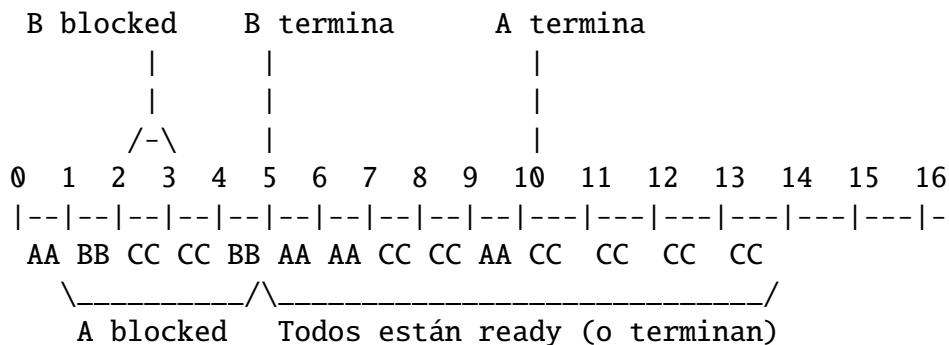 B blocked    B termina        A termina
        |       |                |
        |       |                |
       /-\      |                |
0  1  2  3  4  5  6  7  8  9  10  11  12  13  14  15  16
|--|--|--|--|--|--|--|--|--|--|---|---|---|---|---|---|-
 AA BB CC CC BB AA AA CC CC AA CC  CC  CC  CC
   \__________/\_____________________________/
    A blocked   Todos están ready (o terminan)